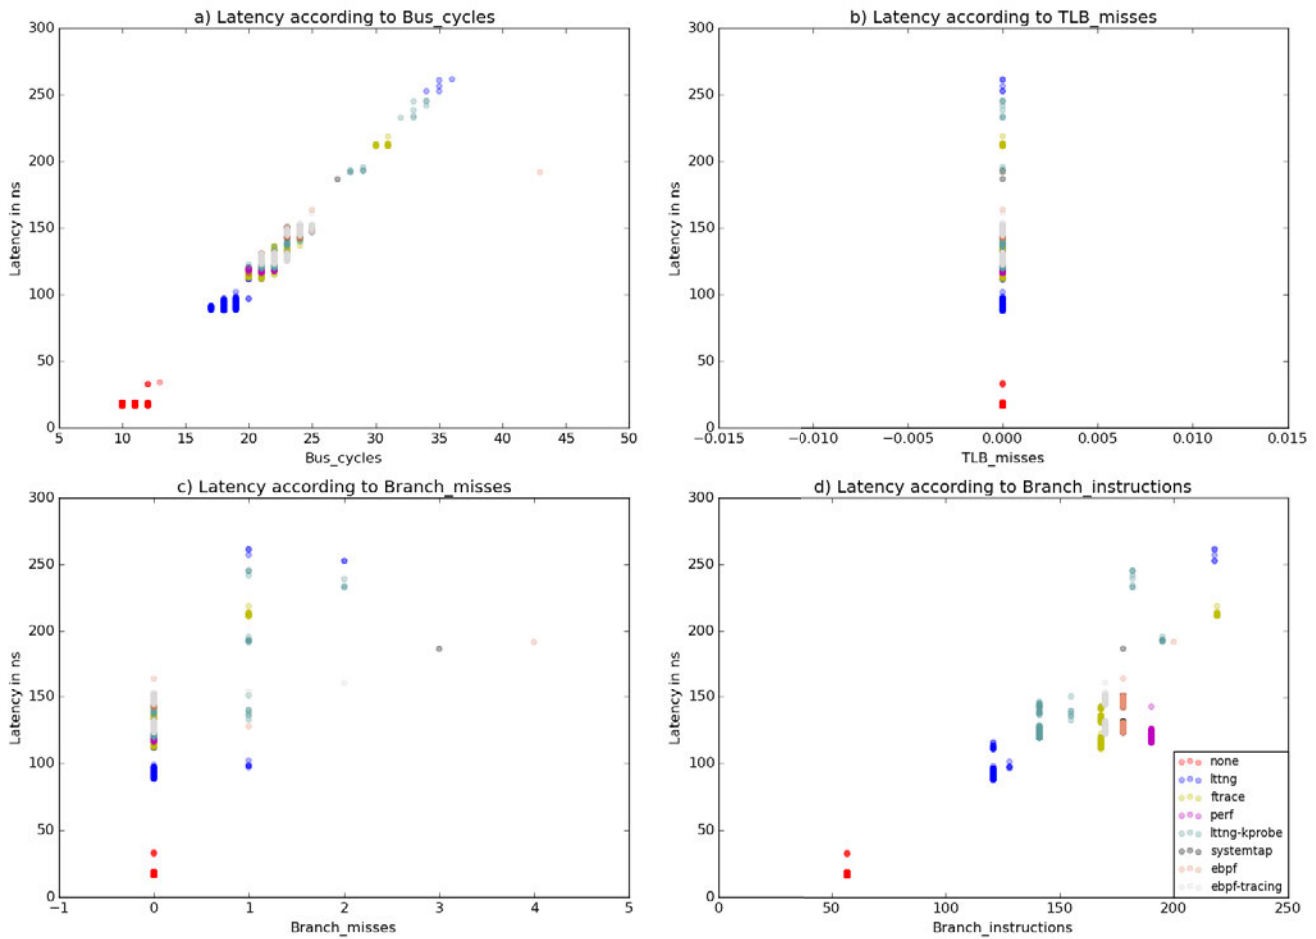 a) Latency according to Bus_cycles
300
250
200
150
100
50
0
Latency in ns
5 10 15 20 25 30 35 40 45 50
Bus_cycles
b) Latency according to TLB_misses
300
250
200
150
100
50
0
Latency in ns
−0.015 −0.010 −0.005 0.000 0.005 0.010 0.015
TLB_misses
c) Latency according to Branch_misses
300
250
200
150
100
50
0
Latency in ns
−1 0 1 2 3 4 5
Branch_misses
d) Latency according to Branch_instructions
300
250
200
150
100
50
0
Latency in ns
0 50 100 150 200 250
Branch_instructions
none
lttng
ftrace
perf
lttng-kprobe
systemtap
ebpf
ebpf-tracing